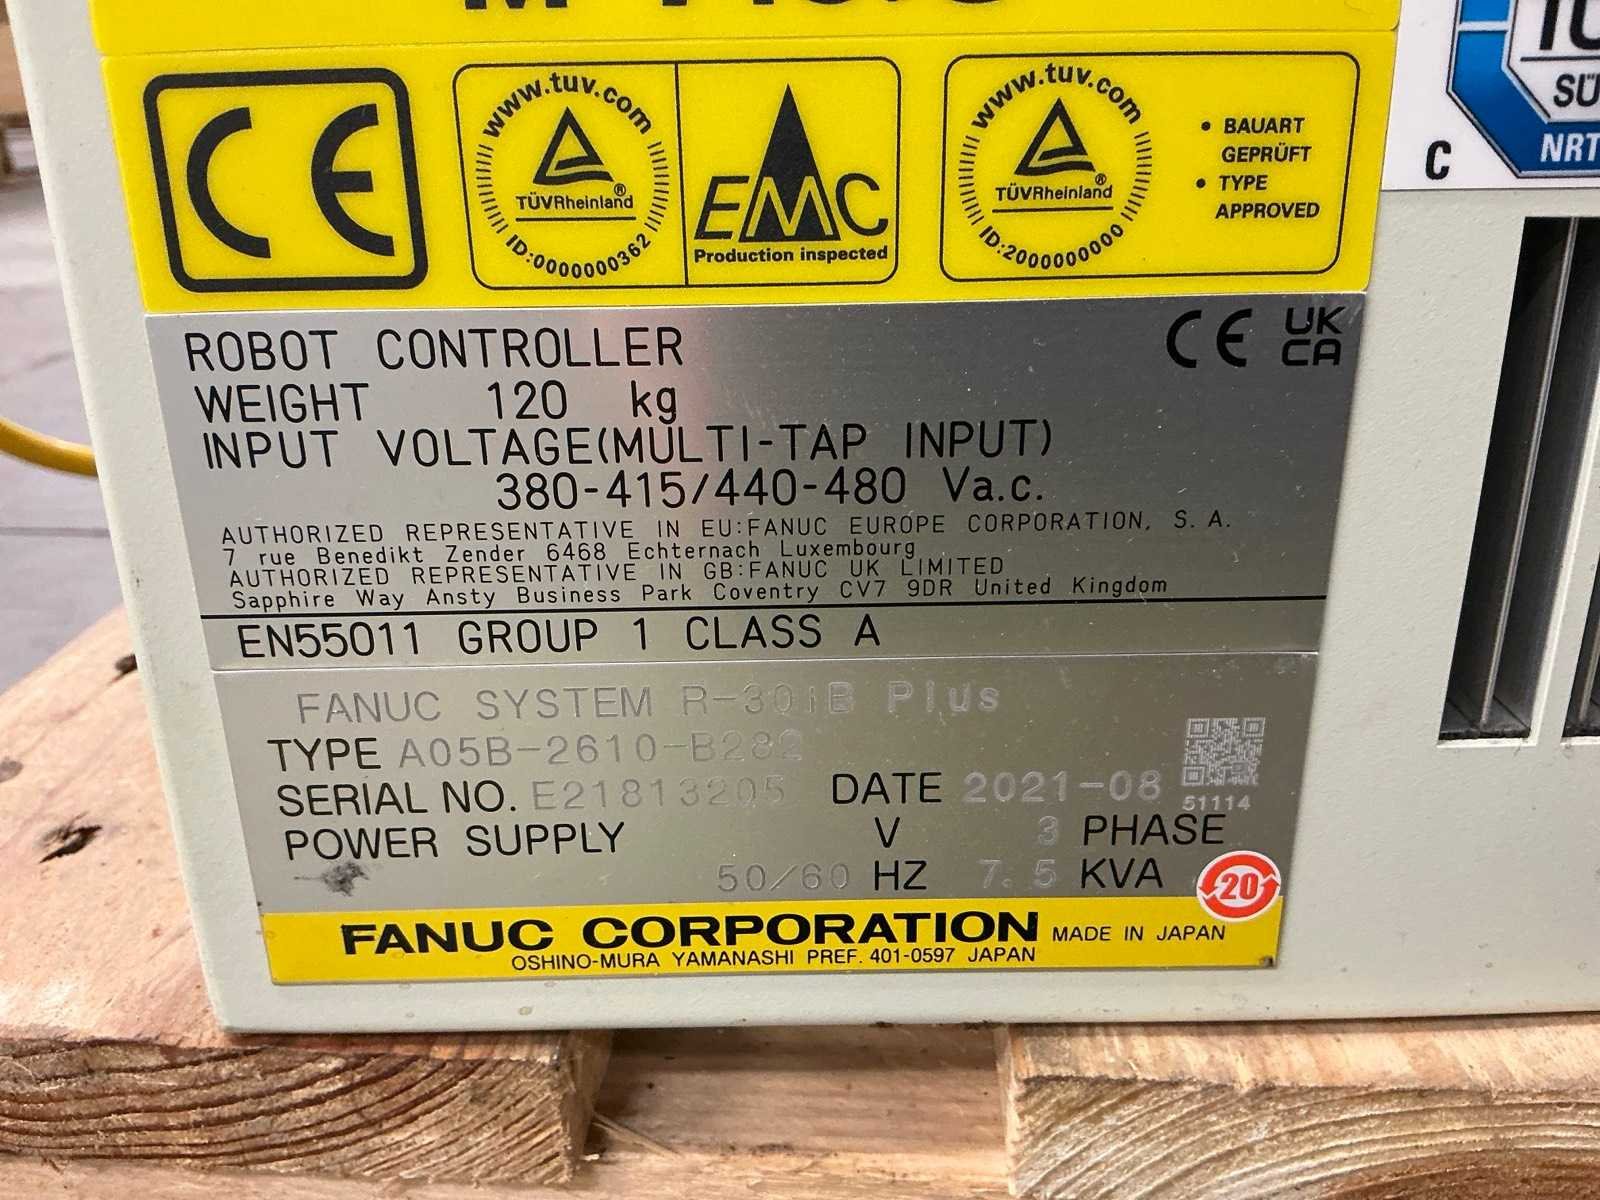 CE
www.tuv.com
TÜVRheinland®
ID:0000000362
EMC
Production inspected
www.tuv.com
TÜVRheinland®
ID:2000000000
• BAUART
GEPRÜFT
• TYPE
APPROVED
C
SÜ
NRT
ROBOT CONTROLLER
CE UK
CA
WEIGHT 120 kg
INPUT VOLTAGE(MULTI-TAP INPUT)
380-415/440-480 Va.c.
AUTHORIZED REPRESENTATIVE IN EU:FANUC EUROPE CORPORATION, S. A.
7 rue Benedikt Zender 6468 Echternach Luxembourg
AUTHORIZED REPRESENTATIVE IN GB:FANUC UK LIMITED
Sapphire Way Ansty Business Park Coventry CV7 9DR United Kingdom
EN55011 GROUP 1 CLASS A
FANUC SYSTEM R-30iB Plus
TYPE A05B-2610-B282
SERIAL NO. E21813205 DATE 2021-08
51114
POWER SUPPLY V 3 PHASE
50/60 HZ 7.5 KVA
20
FANUC CORPORATION MADE IN JAPAN
OSHINO-MURA YAMANASHI PREF. 401-0597 JAPAN